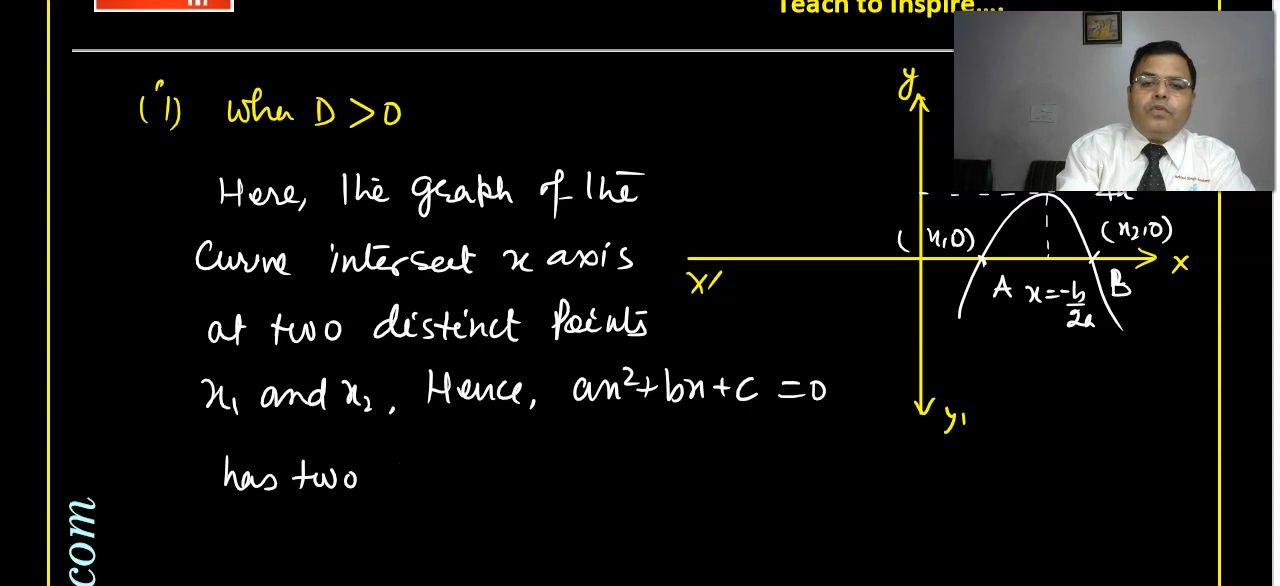 Teach to Inspire....
(i) When D > 0
Here, the graph of the
Curve intersect x axis
at two distinct Points
x₁ and x₂. Hence, ax²+bx+c = 0
has two
y
(x₁,0)
(x₂,0)
X
X′
A
x = -b/2a
B
y₁
com